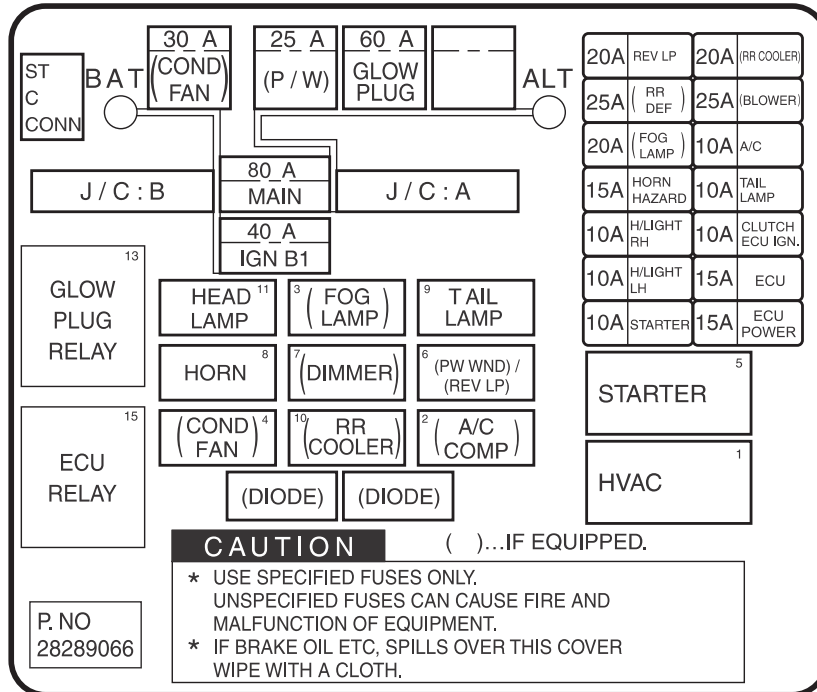 30 A
(COND)
FAN
25 A
(P / W)
60 A
GLOW
PLUG
ST
C
CONN
BAT
ALT
J / C : B
80 A
MAIN
J / C : A
40 A
IGN B1
20A REV LP 20A (RR COOLER)
25A (RR DEF) 25A (BLOWER)
20A (FOG LAMP) 10A A/C
15A HORN HAZARD 10A TAIL LAMP
10A H/LIGHT RH 10A CLUTCH ECU IGN.
10A H/LIGHT LH 15A ECU
10A STARTER 15A ECU POWER
13
GLOW
PLUG
RELAY
HEAD 11
LAMP
3 (FOG
LAMP)
9 TAIL
LAMP
HORN 8
7 (DIMMER)
6 (PW WND) /
(REV LP)
(COND 4
FAN)
10 (RR
COOLER)
2 (A/C
COMP)
15
ECU
RELAY
(DIODE) (DIODE)
5
STARTER
1
HVAC
CAUTION ( )...IF EQUIPPED.
* USE SPECIFIED FUSES ONLY.
UNSPECIFIED FUSES CAN CAUSE FIRE AND
MALFUNCTION OF EQUIPMENT.
* IF BRAKE OIL ETC, SPILLS OVER THIS COVER
WIPE WITH A CLOTH.
P. NO
28289066